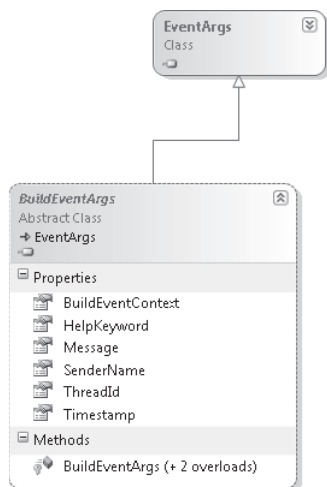 EventArgs
Class
BuildEventArgs
Abstract Class
EventArgs
Properties
BuildEventContext
HelpKeyword
Message
SenderName
ThreadId
Timestamp
Methods
BuildEventArgs (+ 2 overloads)